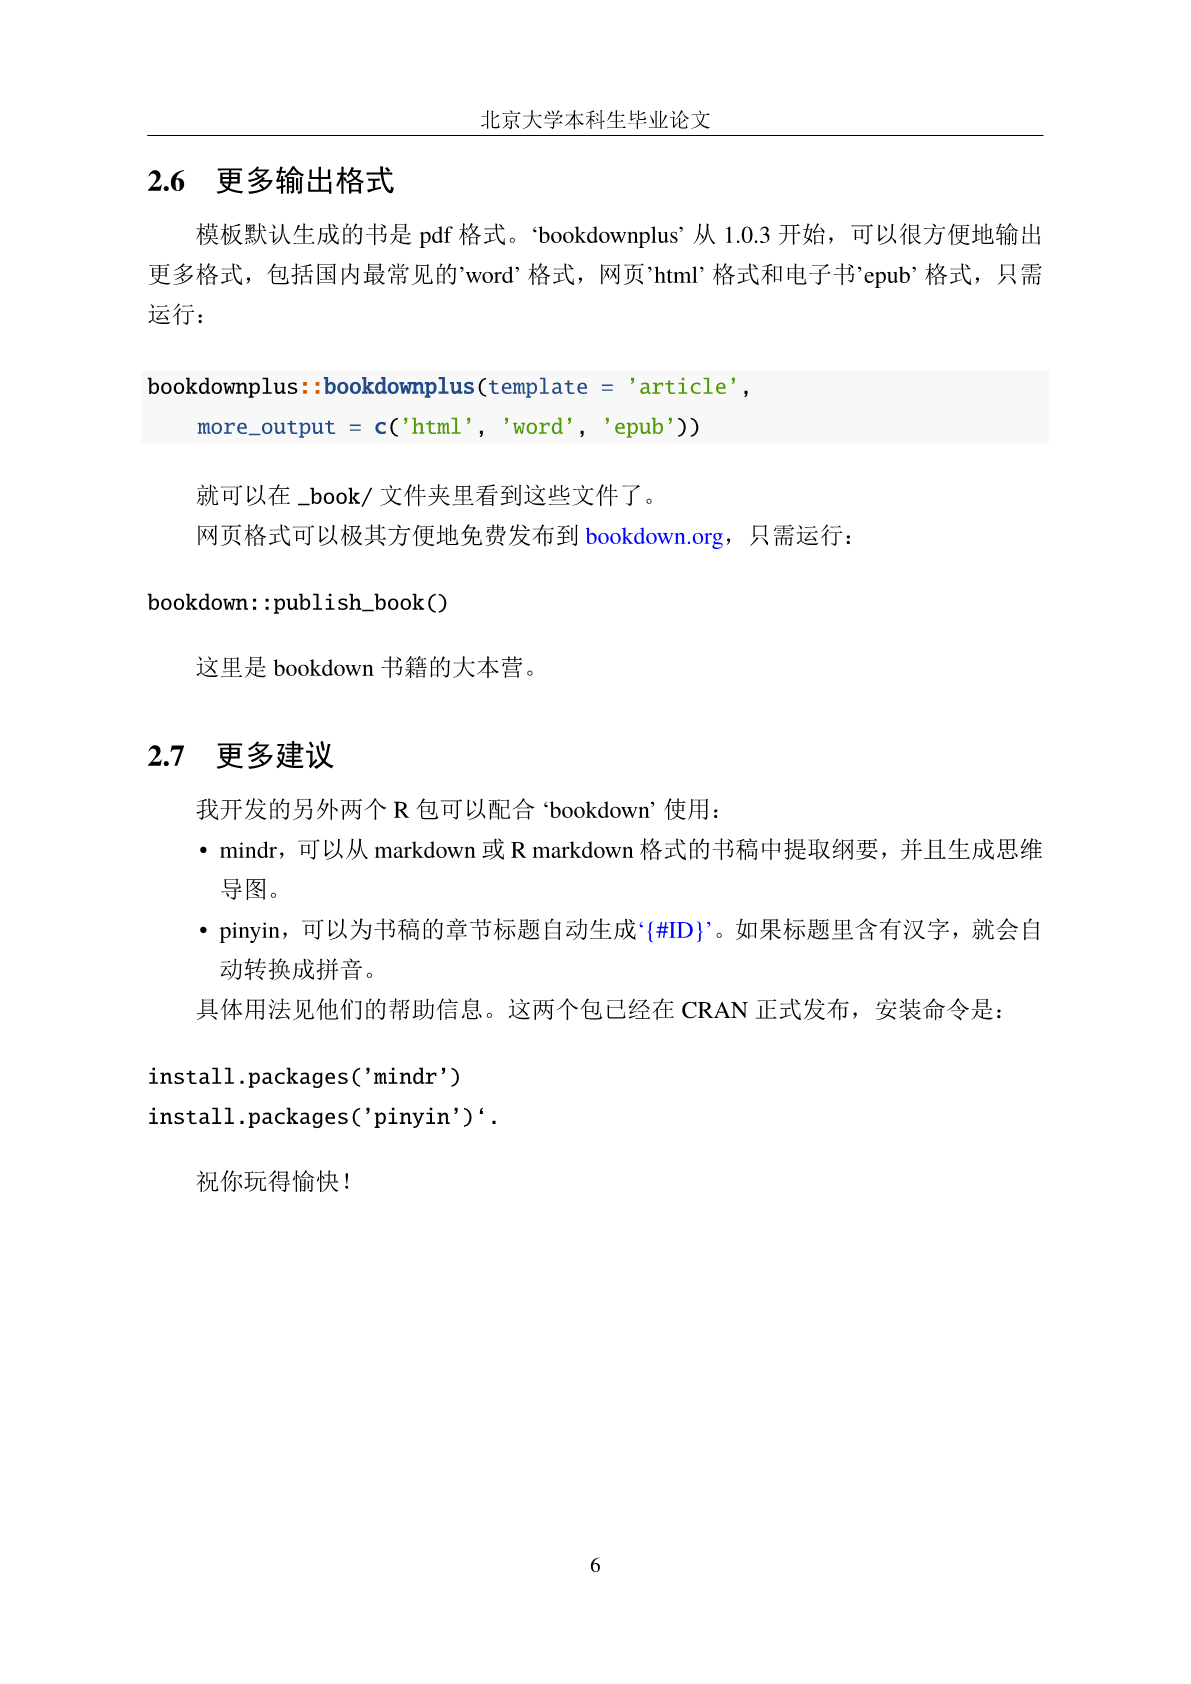 北京大学本科生毕业论文
2.6 更多输出格式
模板默认生成的书是 pdf 格式。‘bookdownplus’ 从 1.0.3 开始，可以很方便地输出
更多格式，包括国内最常见的’word’ 格式，网页’html’ 格式和电子书’epub’ 格式，只需
运行：
bookdownplus::bookdownplus(template = ’article’,
    more_output = c(’html’, ’word’, ’epub’))
就可以在 _book/ 文件夹里看到这些文件了。
网页格式可以极其方便地免费发布到 bookdown.org，只需运行：
bookdown::publish_book()
这里是 bookdown 书籍的大本营。
2.7 更多建议
我开发的另外两个 R 包可以配合 ‘bookdown’ 使用：
• mindr，可以从 markdown 或 R markdown 格式的书稿中提取纲要，并且生成思维
导图。
• pinyin，可以为书稿的章节标题自动生成‘{#ID}’。如果标题里含有汉字，就会自
动转换成拼音。
具体用法见他们的帮助信息。这两个包已经在 CRAN 正式发布，安装命令是：
install.packages(’mindr’)
install.packages(’pinyin’)‘.
祝你玩得愉快！
6